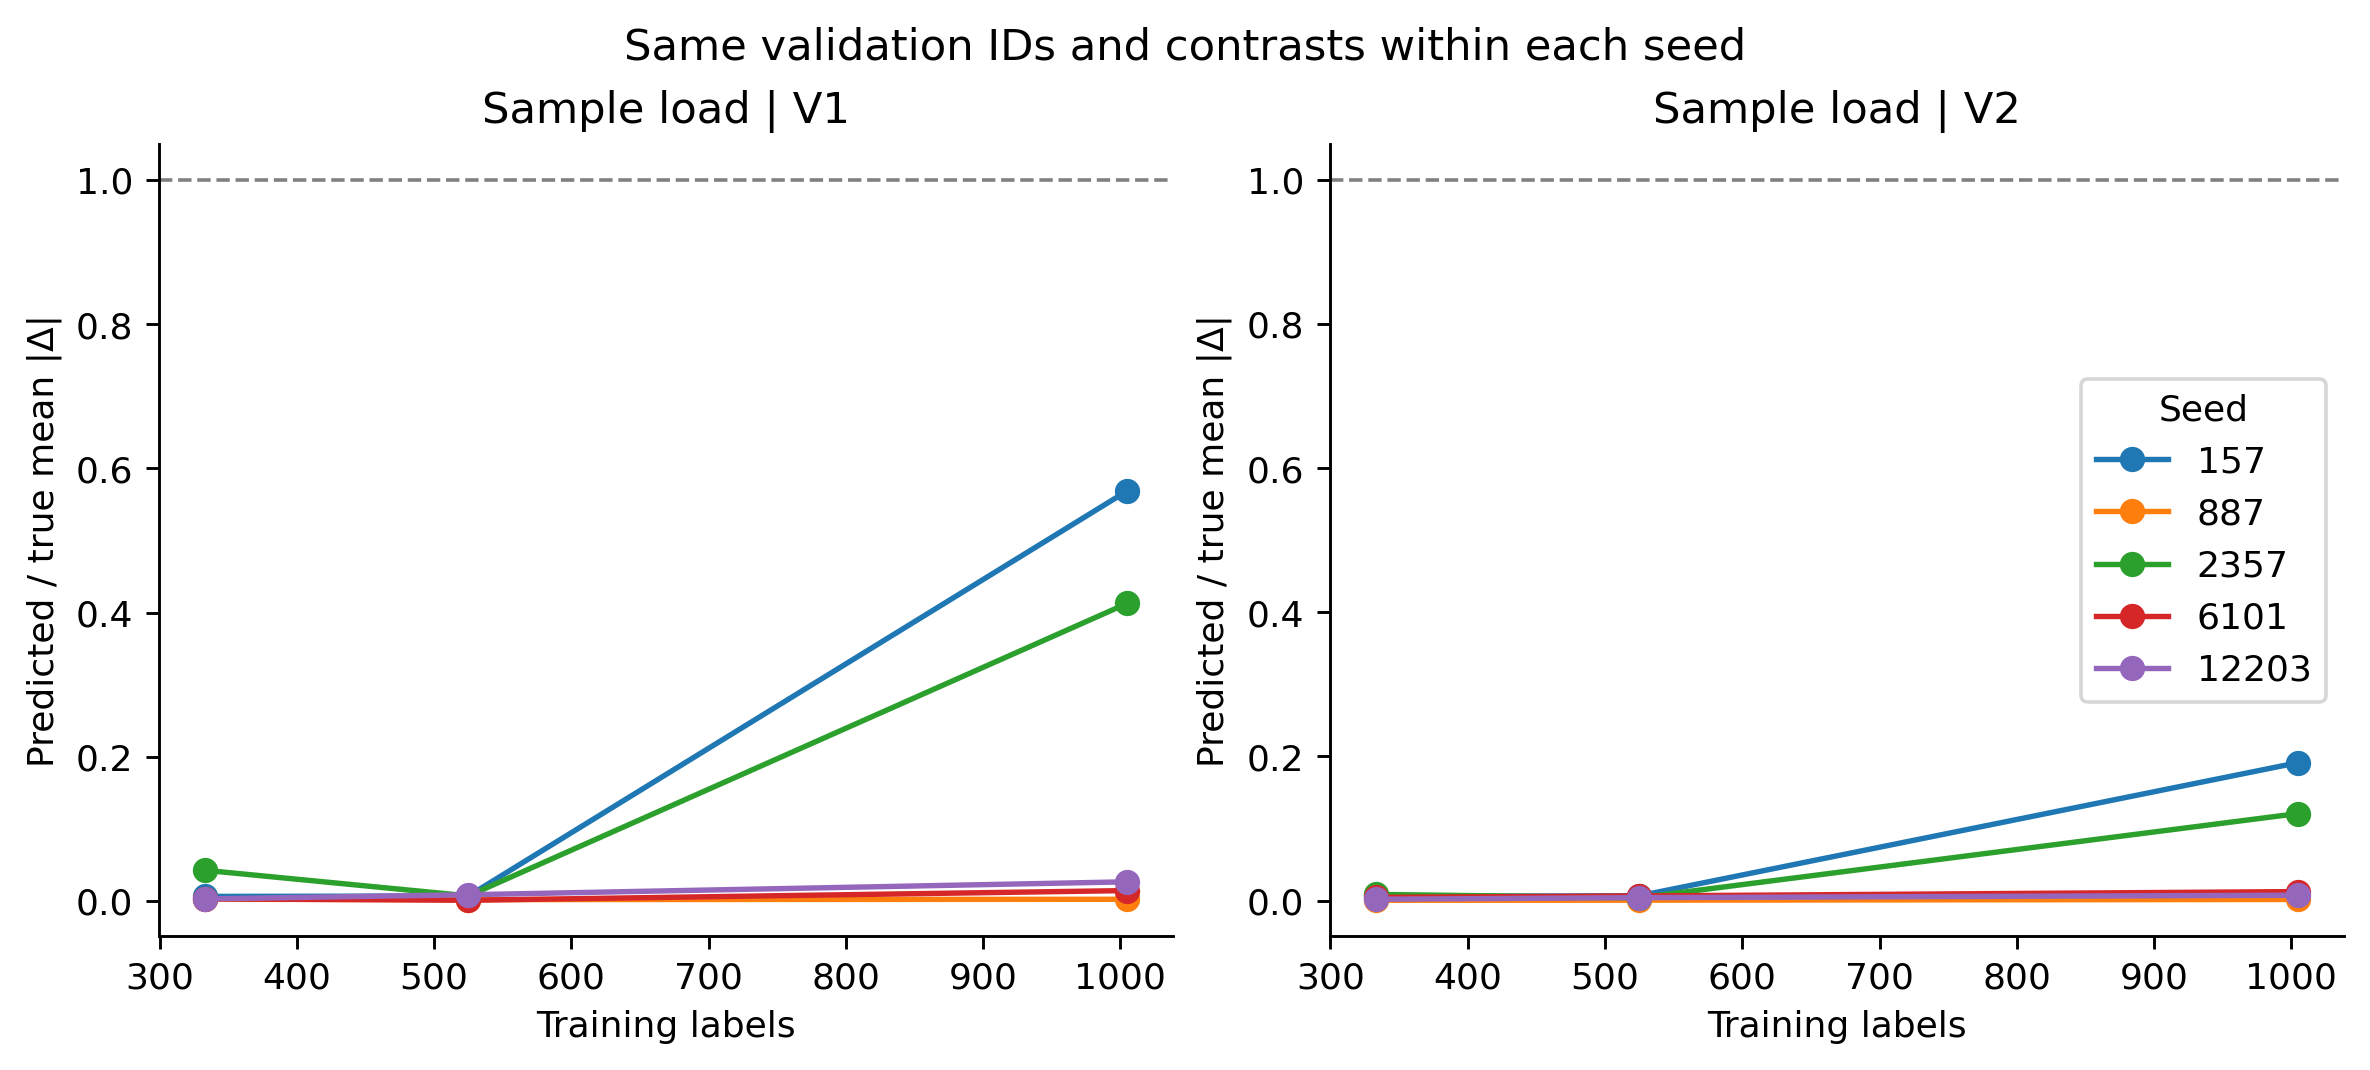 Same validation IDs and contrasts within each seed
Sample load | V1
Predicted / true mean |Δ|
1.0
0.8
0.6
0.4
0.2
0.0
300 400 500 600 700 800 900 1000
Training labels
Sample load | V2
Predicted / true mean |Δ|
1.0
0.8
0.6
0.4
0.2
0.0
300 400 500 600 700 800 900 1000
Training labels
Seed
157
887
2357
6101
12203